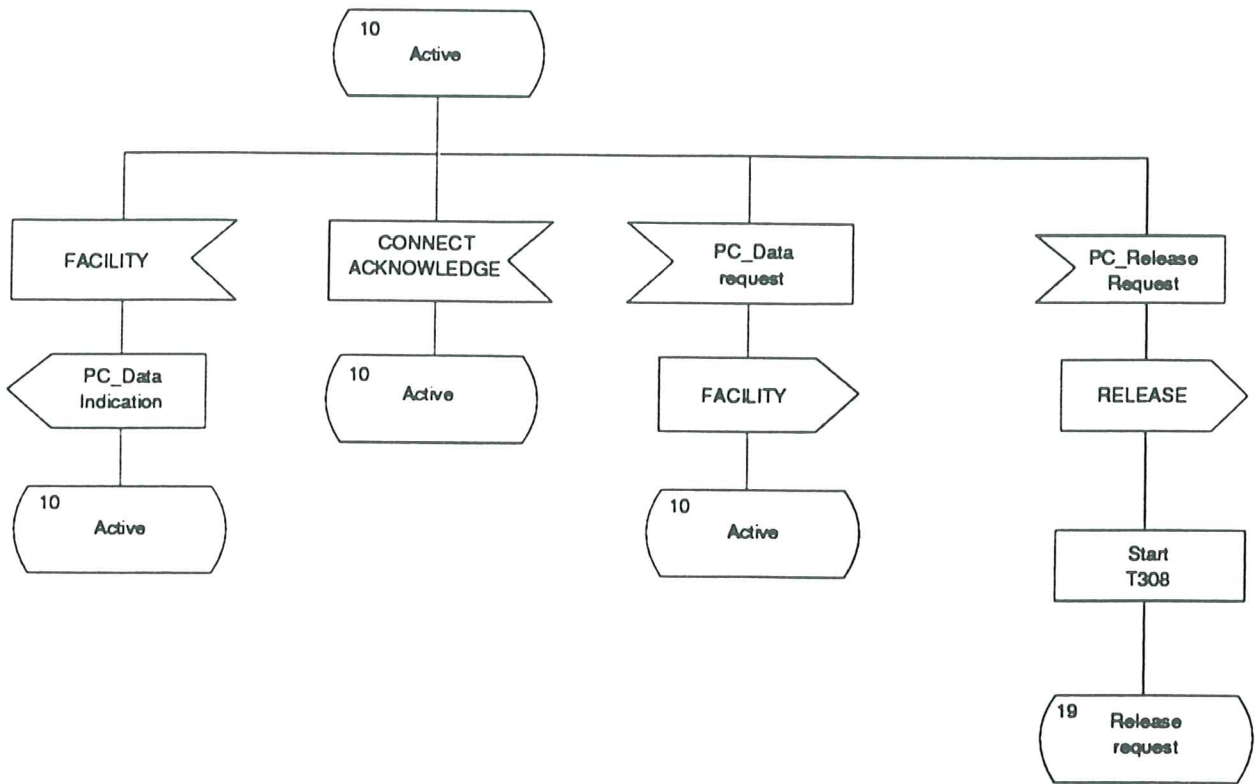 10
Active
FACILITY
CONNECT
ACKNOWLEDGE
PC_Data
request
PC_Release
Request
PC_Data
Indication
10
Active
FACILITY
RELEASE
10
Active
10
Active
Start
T308
19
Release
request